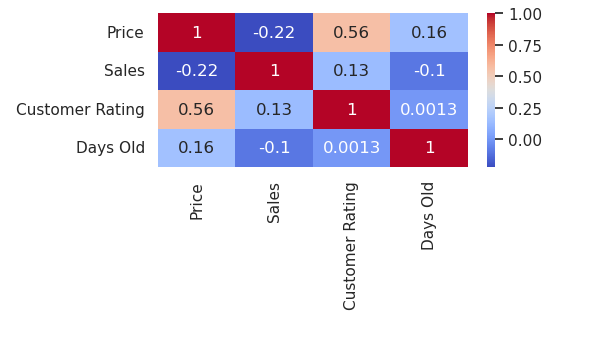 Price 1 -0.22 0.56 0.16
Sales -0.22 1 0.13 -0.1
Customer Rating 0.56 0.13 1 0.0013
Days Old 0.16 -0.1 0.0013 1
Price
Sales
Customer Rating
Days Old
1.00
0.75
0.50
0.25
0.00